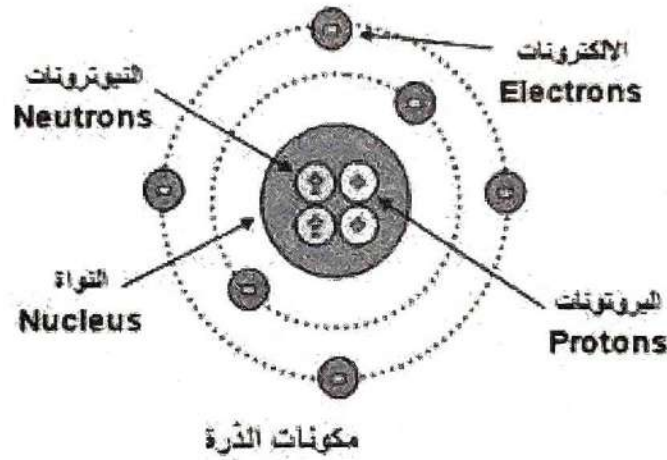 الالكترونات
Electrons
النيوترونات
Neutrons
النواة
Nucleus
البروتونات
Protons
مكونات الذرة